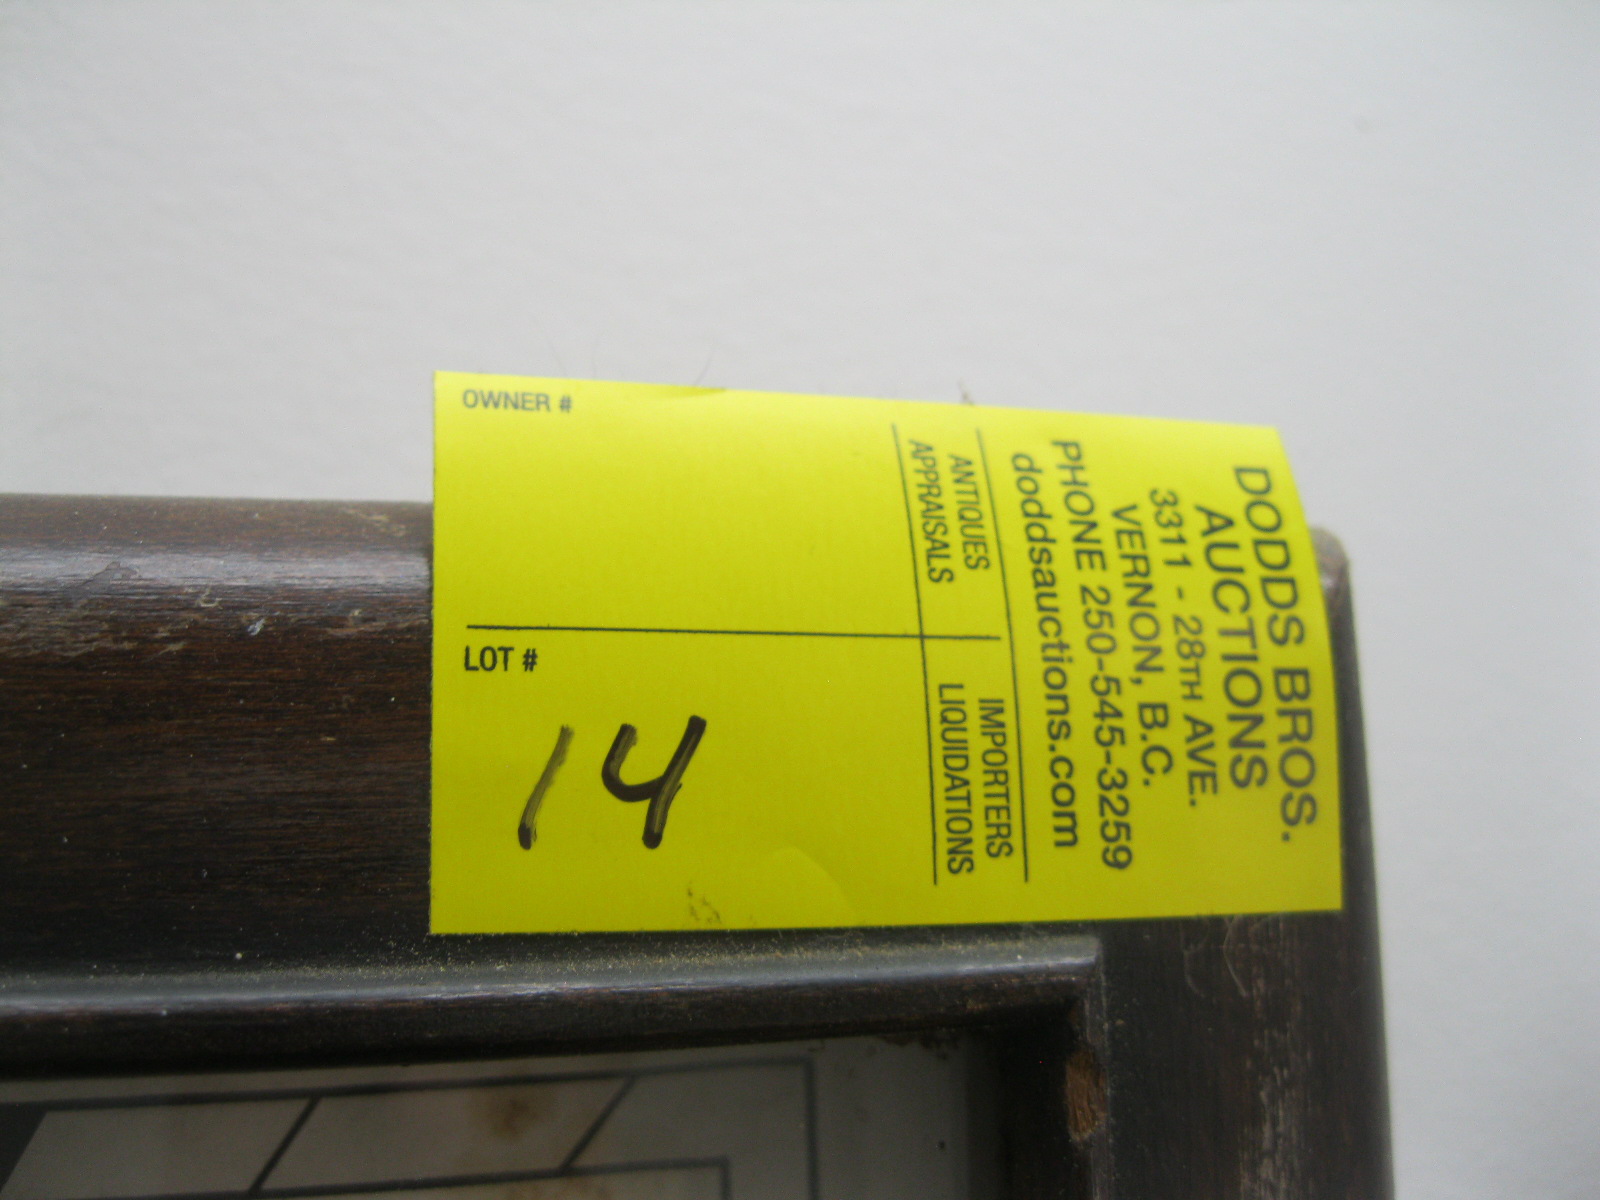 DODDS BROS.
AUCTIONS
3311 - 28TH AVE.
VERNON, B.C.
PHONE 250-545-3259
doddsauctions.com
ANTIQUES
APPRAISALS
IMPORTERS
LIQUIDATIONS
OWNER #
LOT #
14